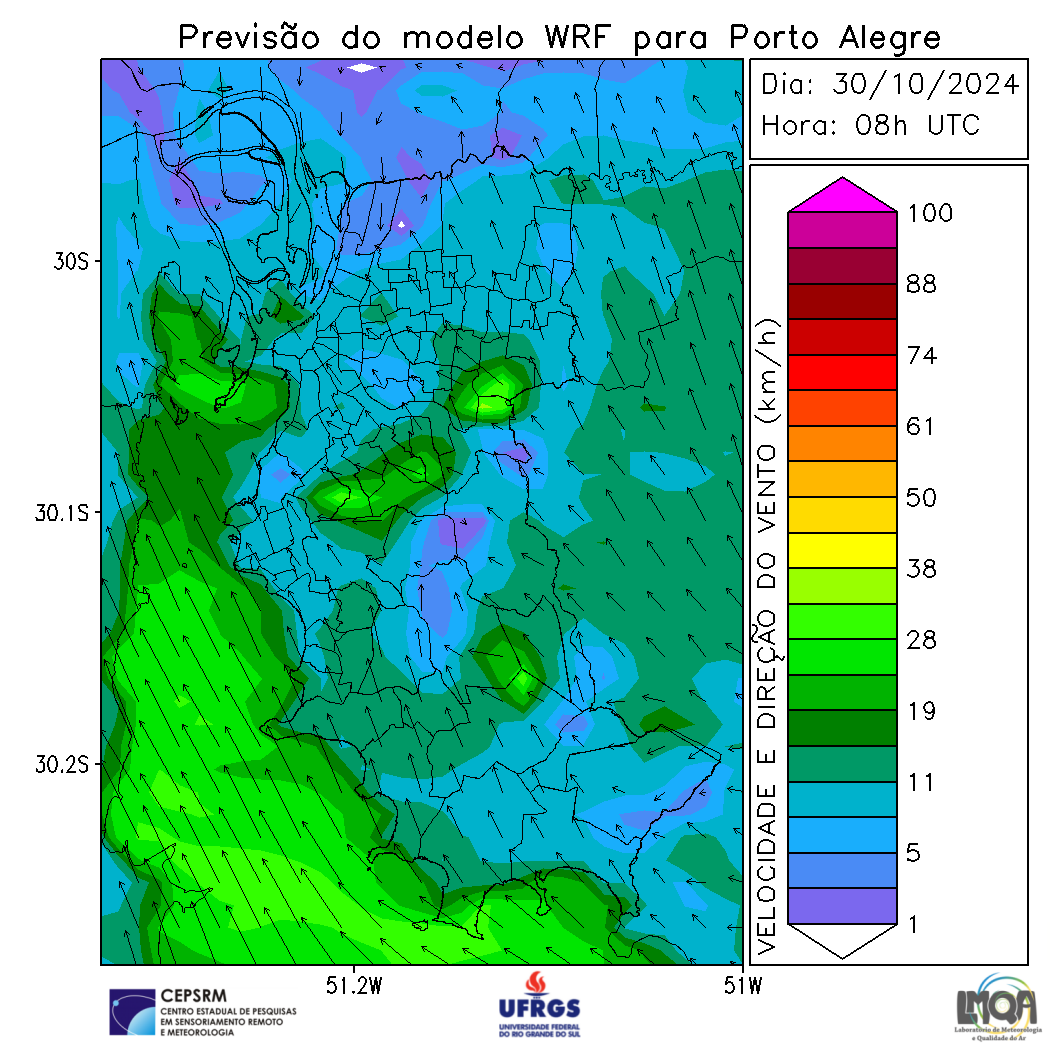 Previsão do modelo WRF para Porto Alegre
Dia: 30/10/2024
Hora: 08h UTC
30S
30.1S
30.2S
51.2W
51W
VELOCIDADE E DIREÇÃO DO VENTO (km/h)
100
88
74
61
50
38
28
19
11
5
1
CEPSRM
CENTRO ESTADUAL DE PESQUISAS
EM SENSORIAMENTO REMOTO
E METEOROLOGIA
UFRGS
UNIVERSIDADE FEDERAL
DO RIO GRANDE DO SUL
LMQA
Laboratório de Meteorologia
e Qualidade do Ar